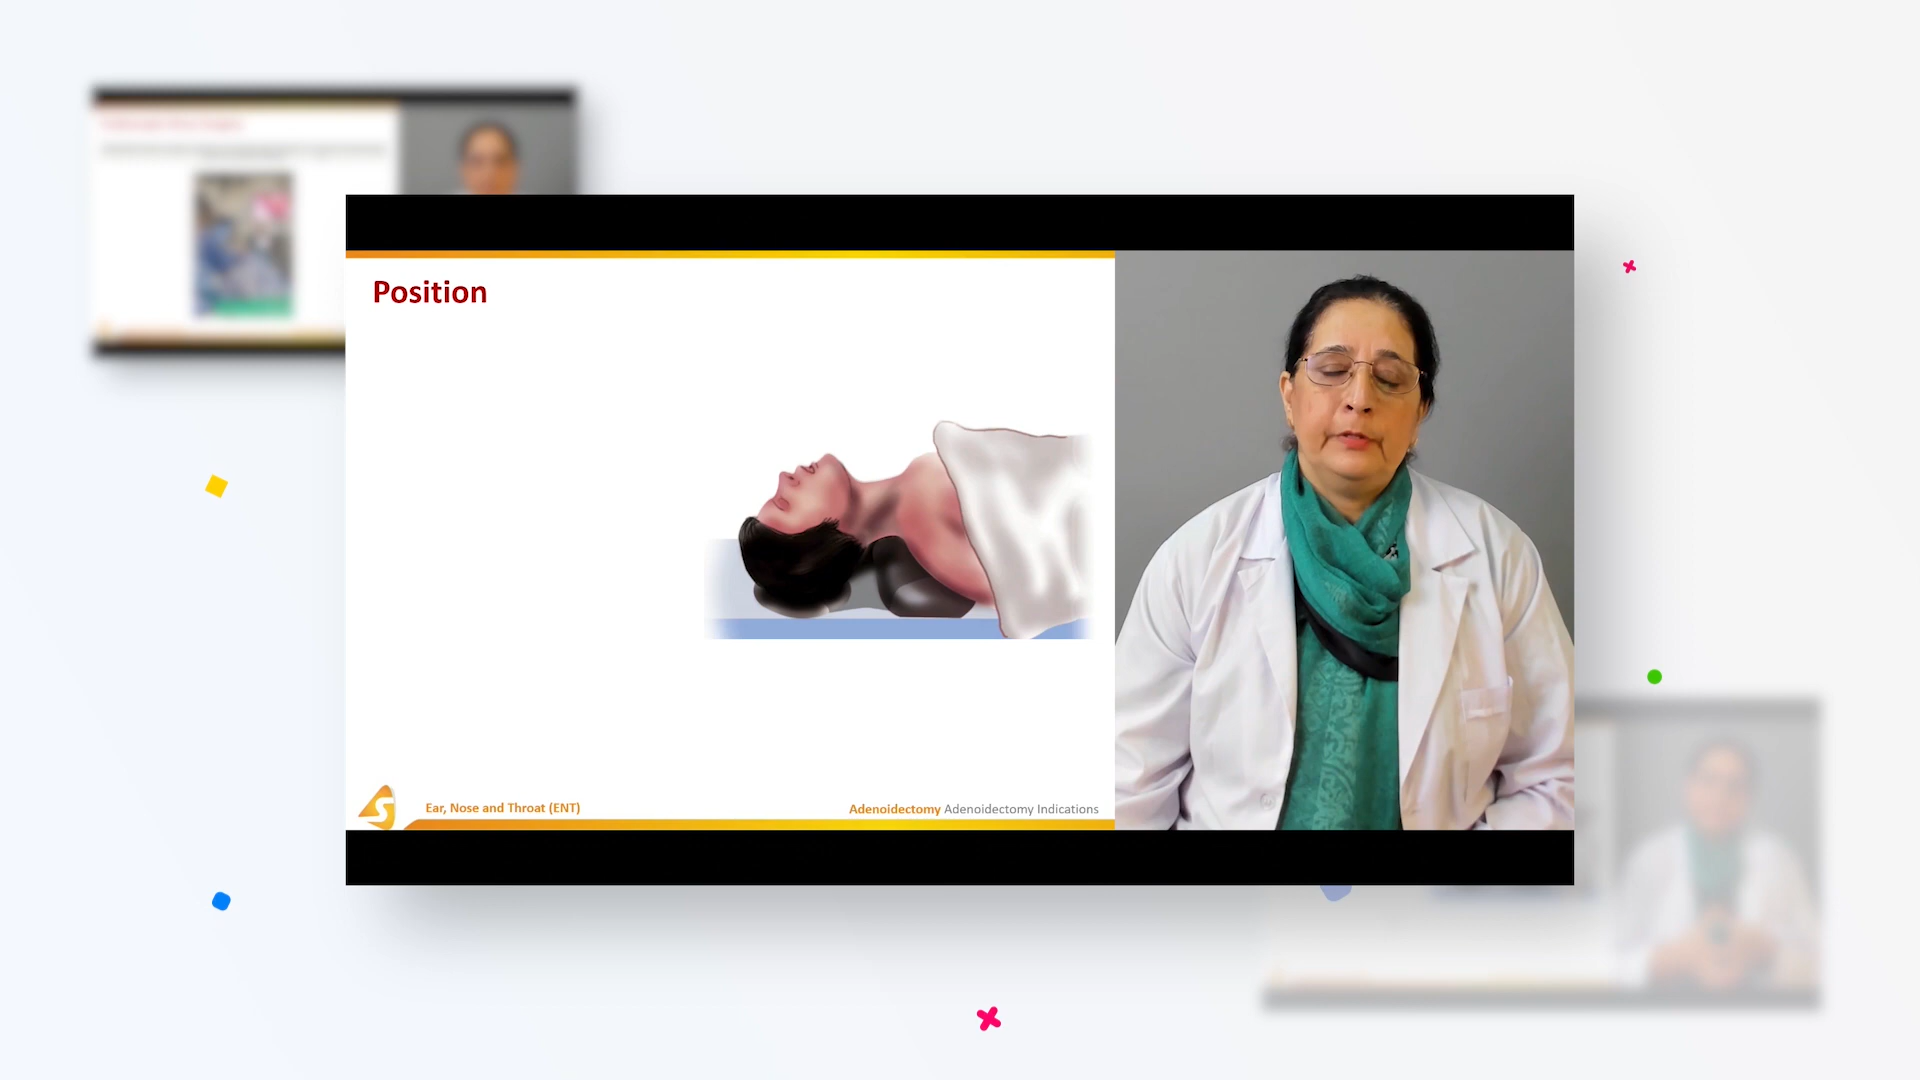 Position
Ear, Nose and Throat (ENT)
Adenoidectomy Adenoidectomy Indications